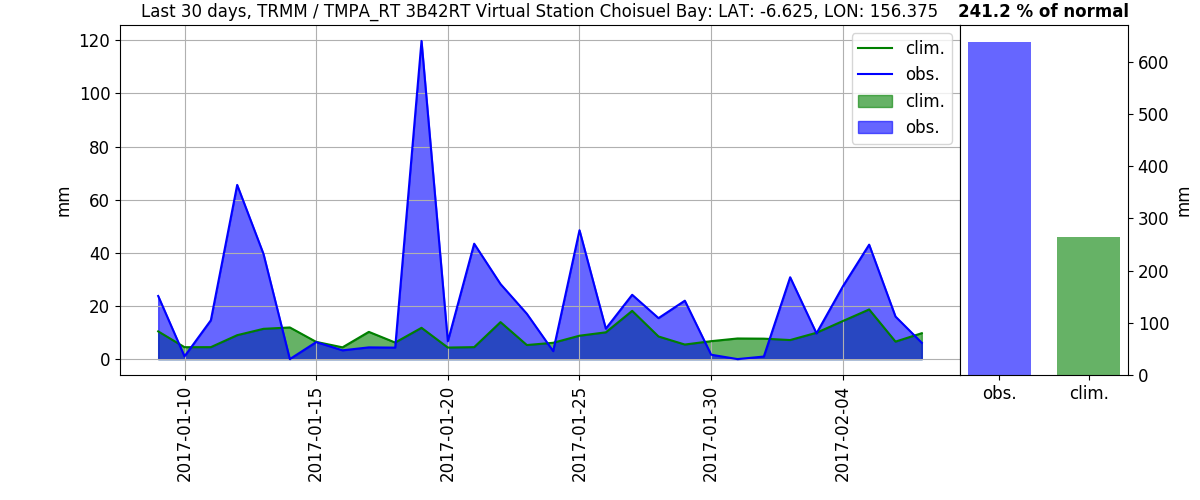 Last 30 days, TRMM / TMPA_RT 3B42RT Virtual Station Choisuel Bay: LAT: -6.625, LON: 156.375 241.2 % of normal
120
100
80
60
40
20
0
mm
clim.
obs.
clim.
obs.
2017-01-10
2017-01-15
2017-01-20
2017-01-25
2017-01-30
2017-02-04
600
500
400
300
200
100
0
mm
obs. clim.